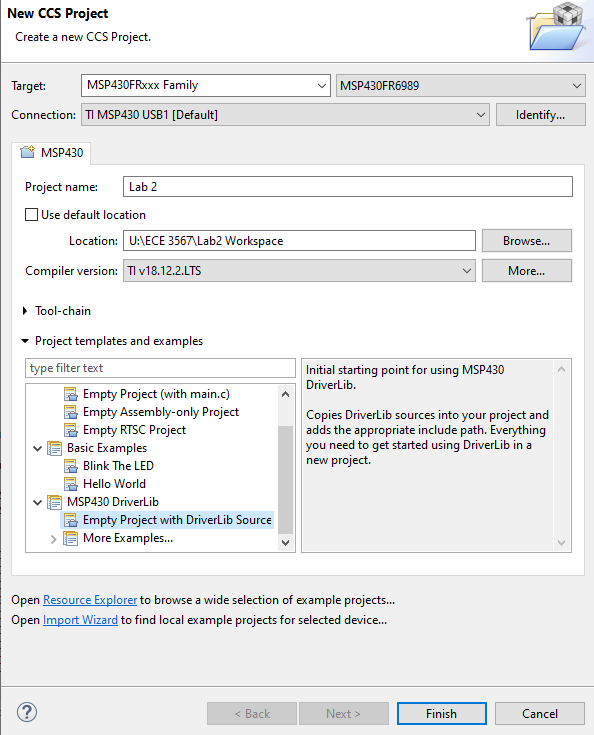 New CCS Project
Create a new CCS Project.
Target: MSP430FRxxx Family MSP430FR6989
Connection: TI MSP430 USB1 [Default] Identify...
MSP430
Project name: Lab 2
Use default location
Location: U:\ECE 3567\Lab2 Workspace Browse...
Compiler version: TI v18.12.2.LTS More...
Tool-chain
Project templates and examples
type filter text
Empty Project (with main.c)
Empty Assembly-only Project
Empty RTSC Project
Basic Examples
Blink The LED
Hello World
MSP430 DriverLib
Empty Project with DriverLib Source
More Examples...
Initial starting point for using MSP430
DriverLib.
Copies DriverLib sources into your project and
adds the appropriate include path. Everything
you need to get started using DriverLib in a
new project.
Open Resource Explorer to browse a wide selection of example projects...
Open Import Wizard to find local example projects for selected device...
? < Back Next > Finish Cancel